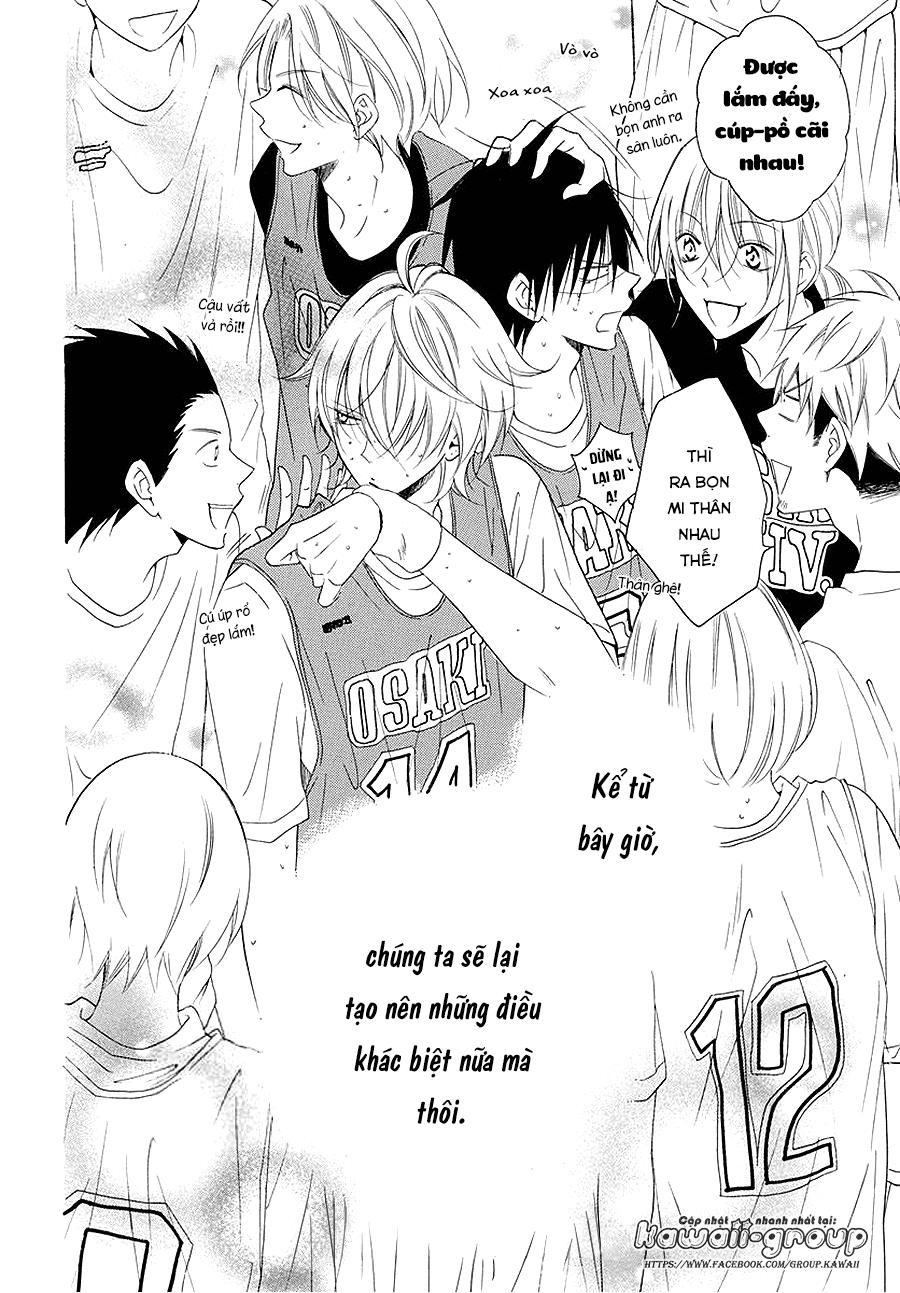 Được
lắm đấy,
cúp-pồ cãi
nhau!
Vò vò
Xoa xoa
Không cần
bọn anh ra
sân luôn.
Cậu vất
vả rồi!!
DỪNG
LẠI ĐI
Ạ!
THÌ
RA BỌN
MI THÂN
NHAU
THẾ!
Thân ghê!
Cú úp rổ
đẹp lắm!
OSAKI
14
IV.
Kể từ
bây giờ,
chúng ta sẽ lại
tạo nên những điều
khác biệt nữa mà
thôi.
12
Cập nhật nhanh nhất tại:
kawaii-group
HTTPS://WWW.FACEBOOK.COM/GROUP.KAWAII